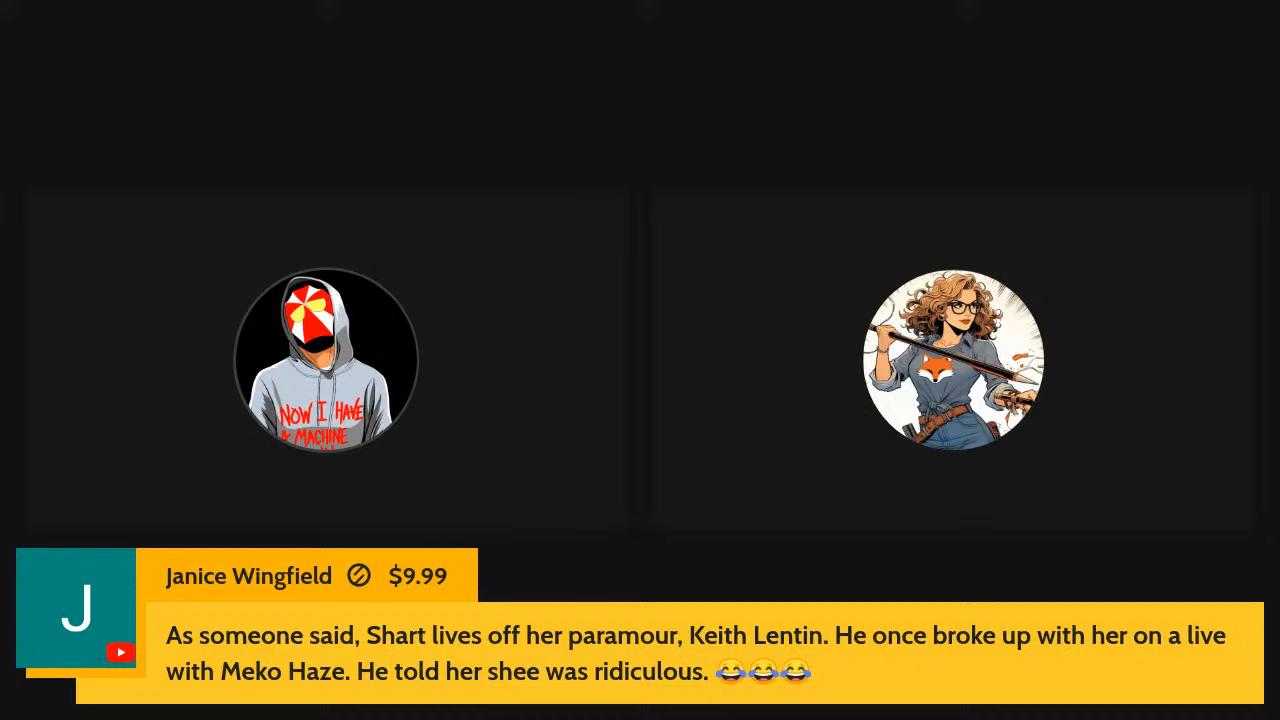 NOW I HAVE
A MACHINE
J
Janice Wingfield $9.99
As someone said, Shart lives off her paramour, Keith Lentin. He once broke up with her on a live
with Meko Haze. He told her shee was ridiculous. 😂😂😂